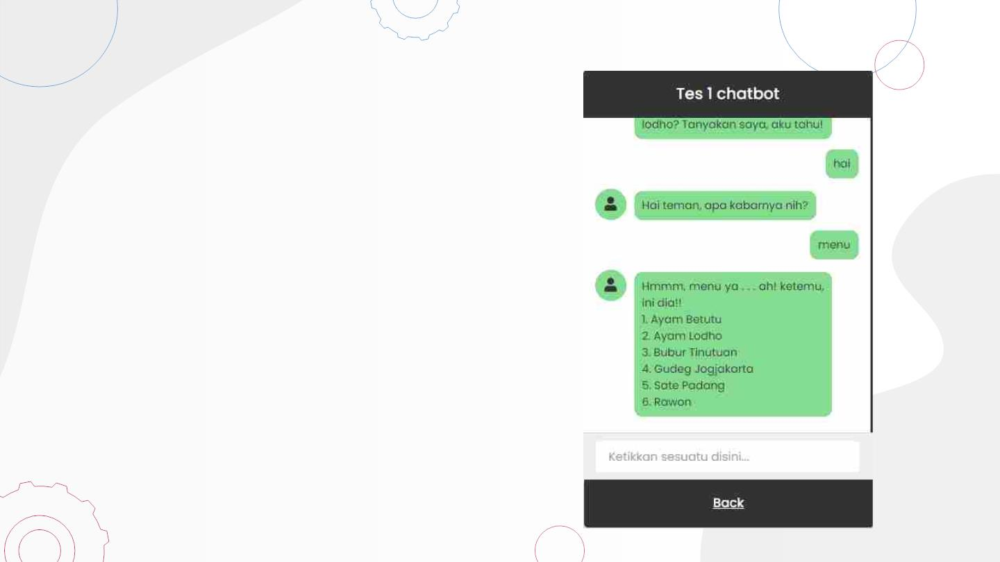 Tes 1 chatbot
lodho? Tanyakan saya, aku tahu!
hai
Hai teman, apa kabarnya nih?
menu
Hmmm, menu ya . . . ah! ketemu,
ini dia!!
1. Ayam Betutu
2. Ayam Lodho
3. Bubur Tinutuan
4. Gudeg Jogjakarta
5. Sate Padang
6. Rawon
Ketikkan sesuatu disini...
Back